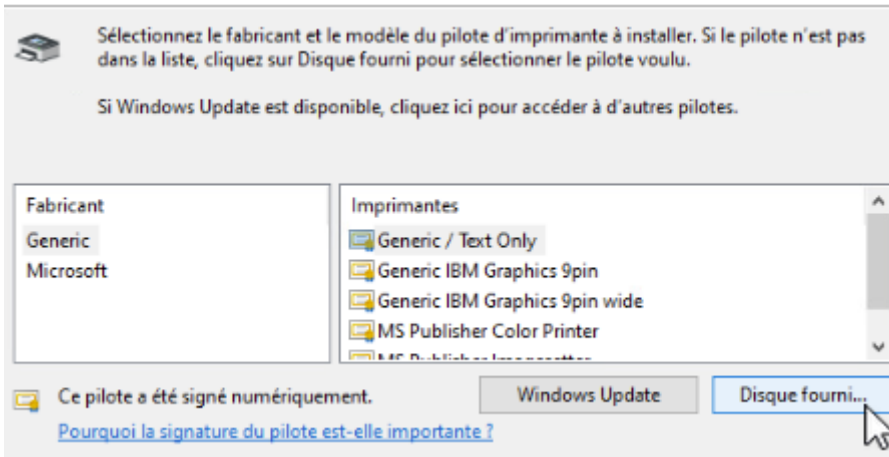 Sélectionnez le fabricant et le modèle du pilote d'imprimante à installer. Si le pilote n'est pas
dans la liste, cliquez sur Disque fourni pour sélectionner le pilote voulu.
Si Windows Update est disponible, cliquez ici pour accéder à d'autres pilotes.
Fabricant
Generic
Microsoft
Imprimantes
Generic / Text Only
Generic IBM Graphics 9pin
Generic IBM Graphics 9pin wide
MS Publisher Color Printer
MS Publisher Imagesetter
Ce pilote a été signé numériquement.
Windows Update
Disque fourni...
Pourquoi la signature du pilote est-elle importante ?